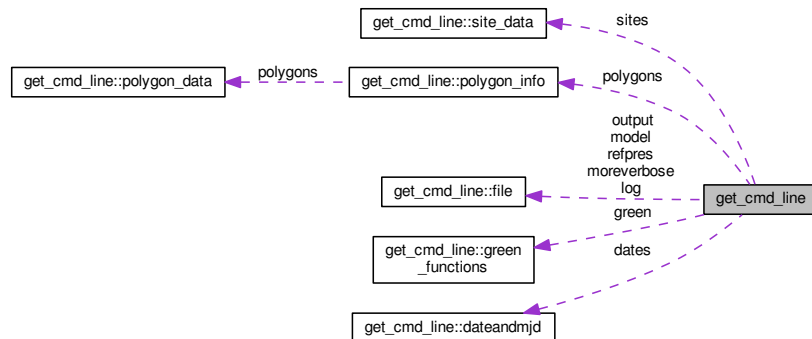 get_cmd_line::site_data
sites
get_cmd_line::polygon_data
polygons
get_cmd_line::polygon_info
polygons
output
model
refpres
moreverbose
log
get_cmd_line::file
get_cmd_line
green
get_cmd_line::green
_functions
dates
get_cmd_line::dateandmjd